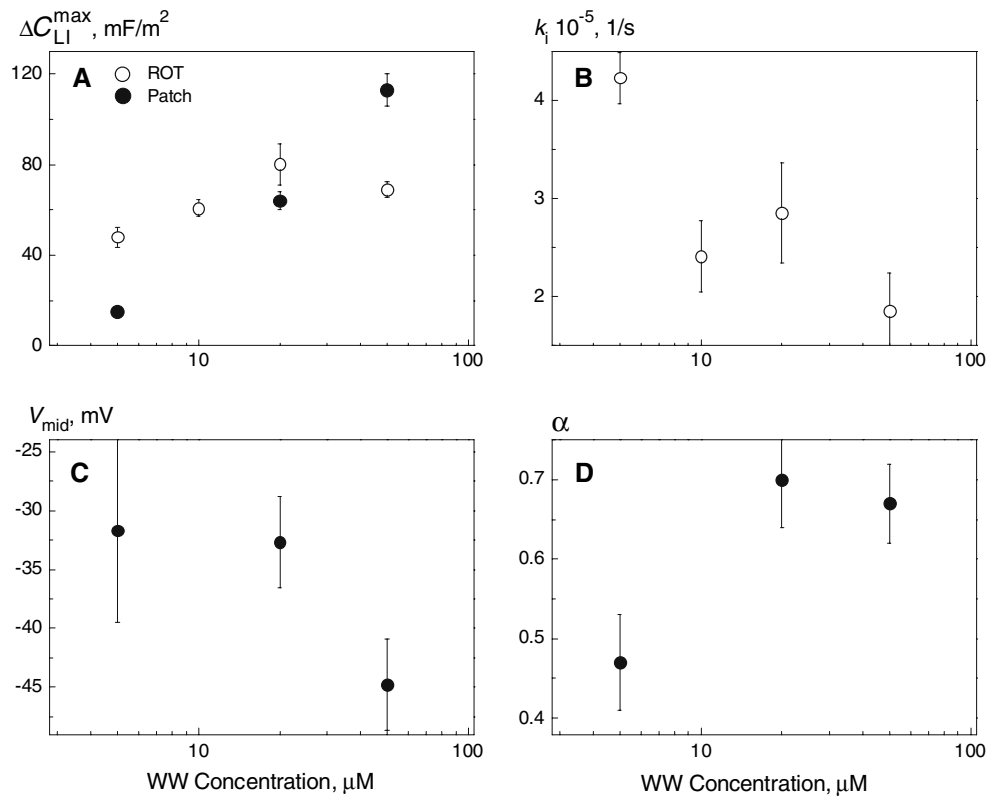 ΔC_LI^max, mF/m²
A
ROT
Patch
120
80
40
0
10
100
k_i 10⁻⁵, 1/s
B
4
3
2
10
100
V_mid, mV
C
-25
-30
-35
-40
-45
10
100
WW Concentration, µM
α
D
0.7
0.6
0.5
0.4
10
100
WW Concentration, µM